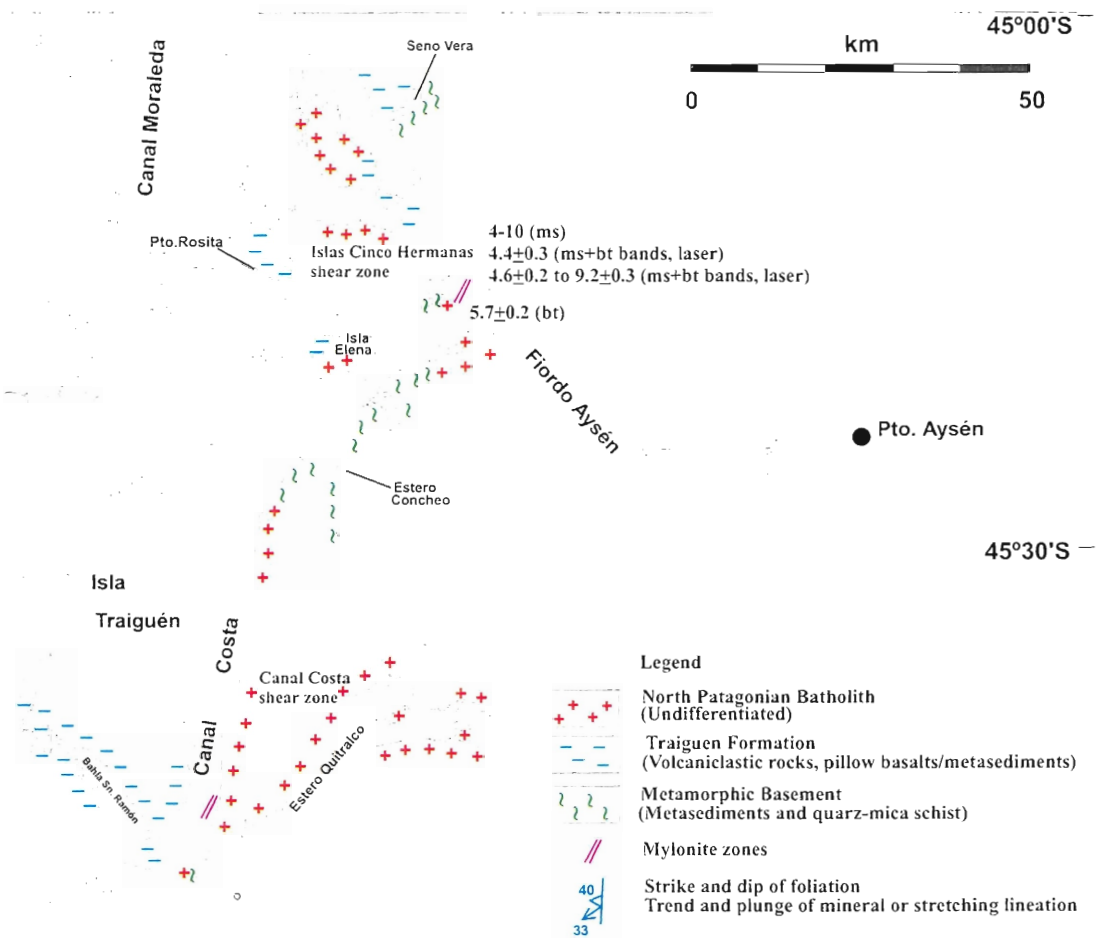 45º00'S
km
0 50
Seno Vera
Canal Moraleda
Pto.Rosita
Islas Cinco Hermanas
shear zone
4-10 (ms)
4.4±0.3 (ms+bt bands, laser)
4.6±0.2 to 9.2±0.3 (ms+bt bands, laser)
5.7±0.2 (bt)
Isla
Elena
Fiordo Aysén
Pto. Aysén
Estero
Concheo
45º30'S
Isla
Traiguén
Canal Costa
Canal Costa
shear zone
Estero Quitralco
Bahía Sn. Ramón
Legend
North Patagonian Batholith
(Undifferentiated)
Traiguen Formation
(Volcaniclastic rocks, pillow basalts/metasediments)
Metamorphic Basement
(Metasediments and quarz-mica schist)
Mylonite zones
40
33
Strike and dip of foliation
Trend and plunge of mineral or stretching lineation